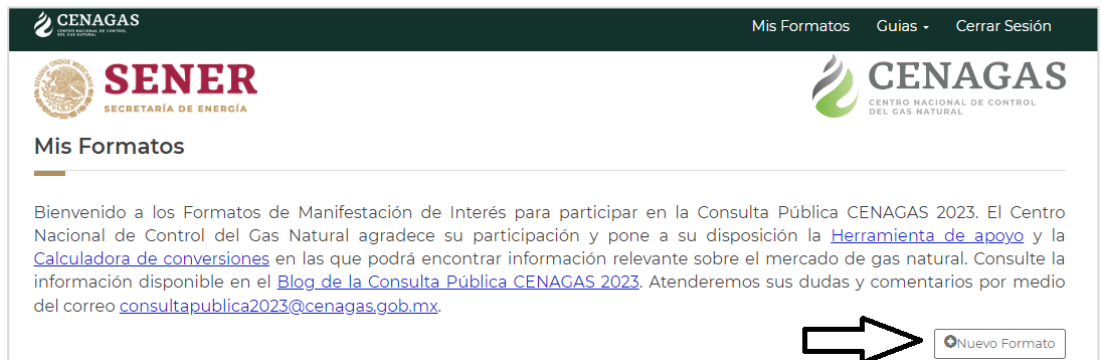 CENAGAS
CENTRO NACIONAL DE CONTROL
DEL GAS NATURAL
Mis Formatos Guias Cerrar Sesión
SENER
SECRETARÍA DE ENERGÍA
CENAGAS
CENTRO NACIONAL DE CONTROL
DEL GAS NATURAL
Mis Formatos
Bienvenido a los Formatos de Manifestación de Interés para participar en la Consulta Pública CENAGAS 2023. El Centro
Nacional de Control del Gas Natural agradece su participación y pone a su disposición la Herramienta de apoyo y la
Calculadora de conversiones en las que podrá encontrar información relevante sobre el mercado de gas natural. Consulte la
información disponible en el Blog de la Consulta Pública CENAGAS 2023. Atenderemos sus dudas y comentarios por medio
del correo consultapublica2023@cenagas.gob.mx.
Nuevo Formato